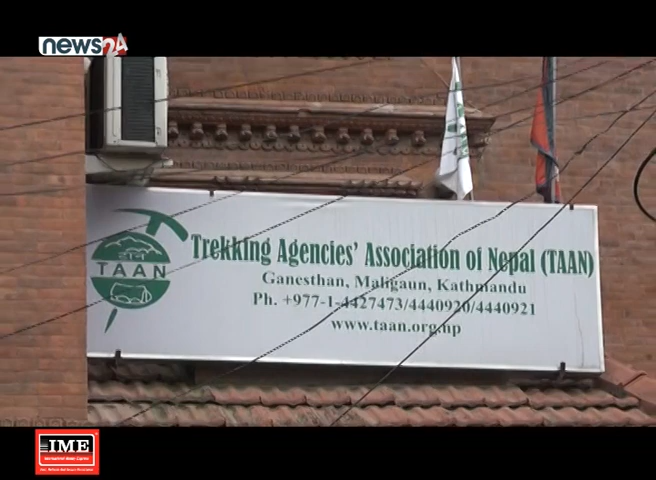 news24
Trekking Agencies' Association of Nepal (TAAN)
Ganesthan, Maligaun, Kathmandu
Ph. +977-1-4427473/4440920/4440921
www.taan.org.np
TAAN
IME